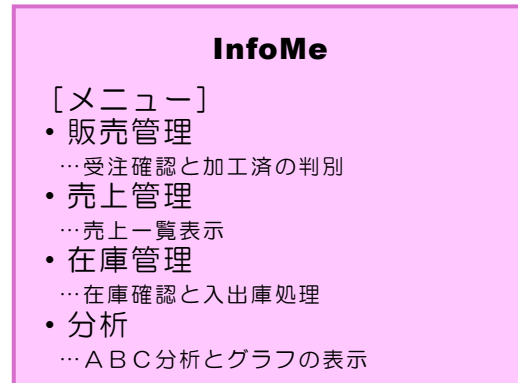 InfoMe
［メニュー］
• 販売管理
…受注確認と加工済の判別
• 売上管理
…売上一覧表示
• 在庫管理
…在庫確認と入出庫処理
• 分析
…ＡＢＣ分析とグラフの表示